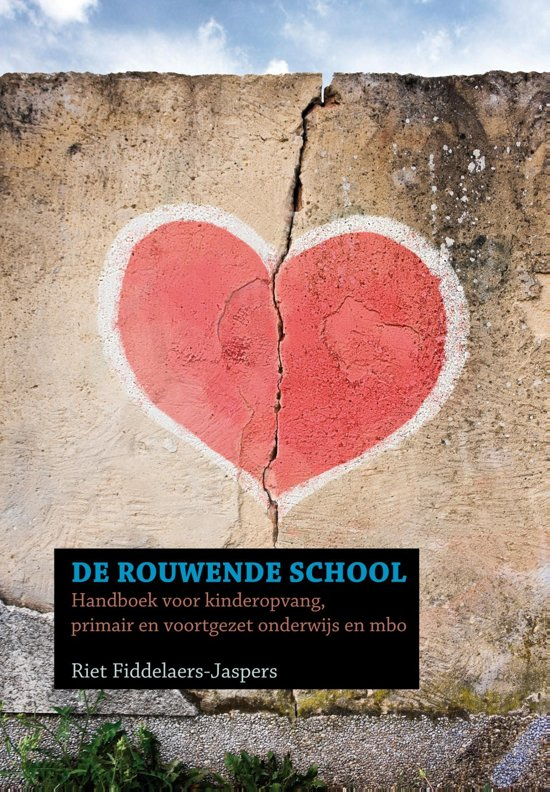 DE ROUWENDE SCHOOL
Handboek voor kinderopvang,
primair en voortgezet onderwijs en mbo
Riet Fiddelaers-Jaspers